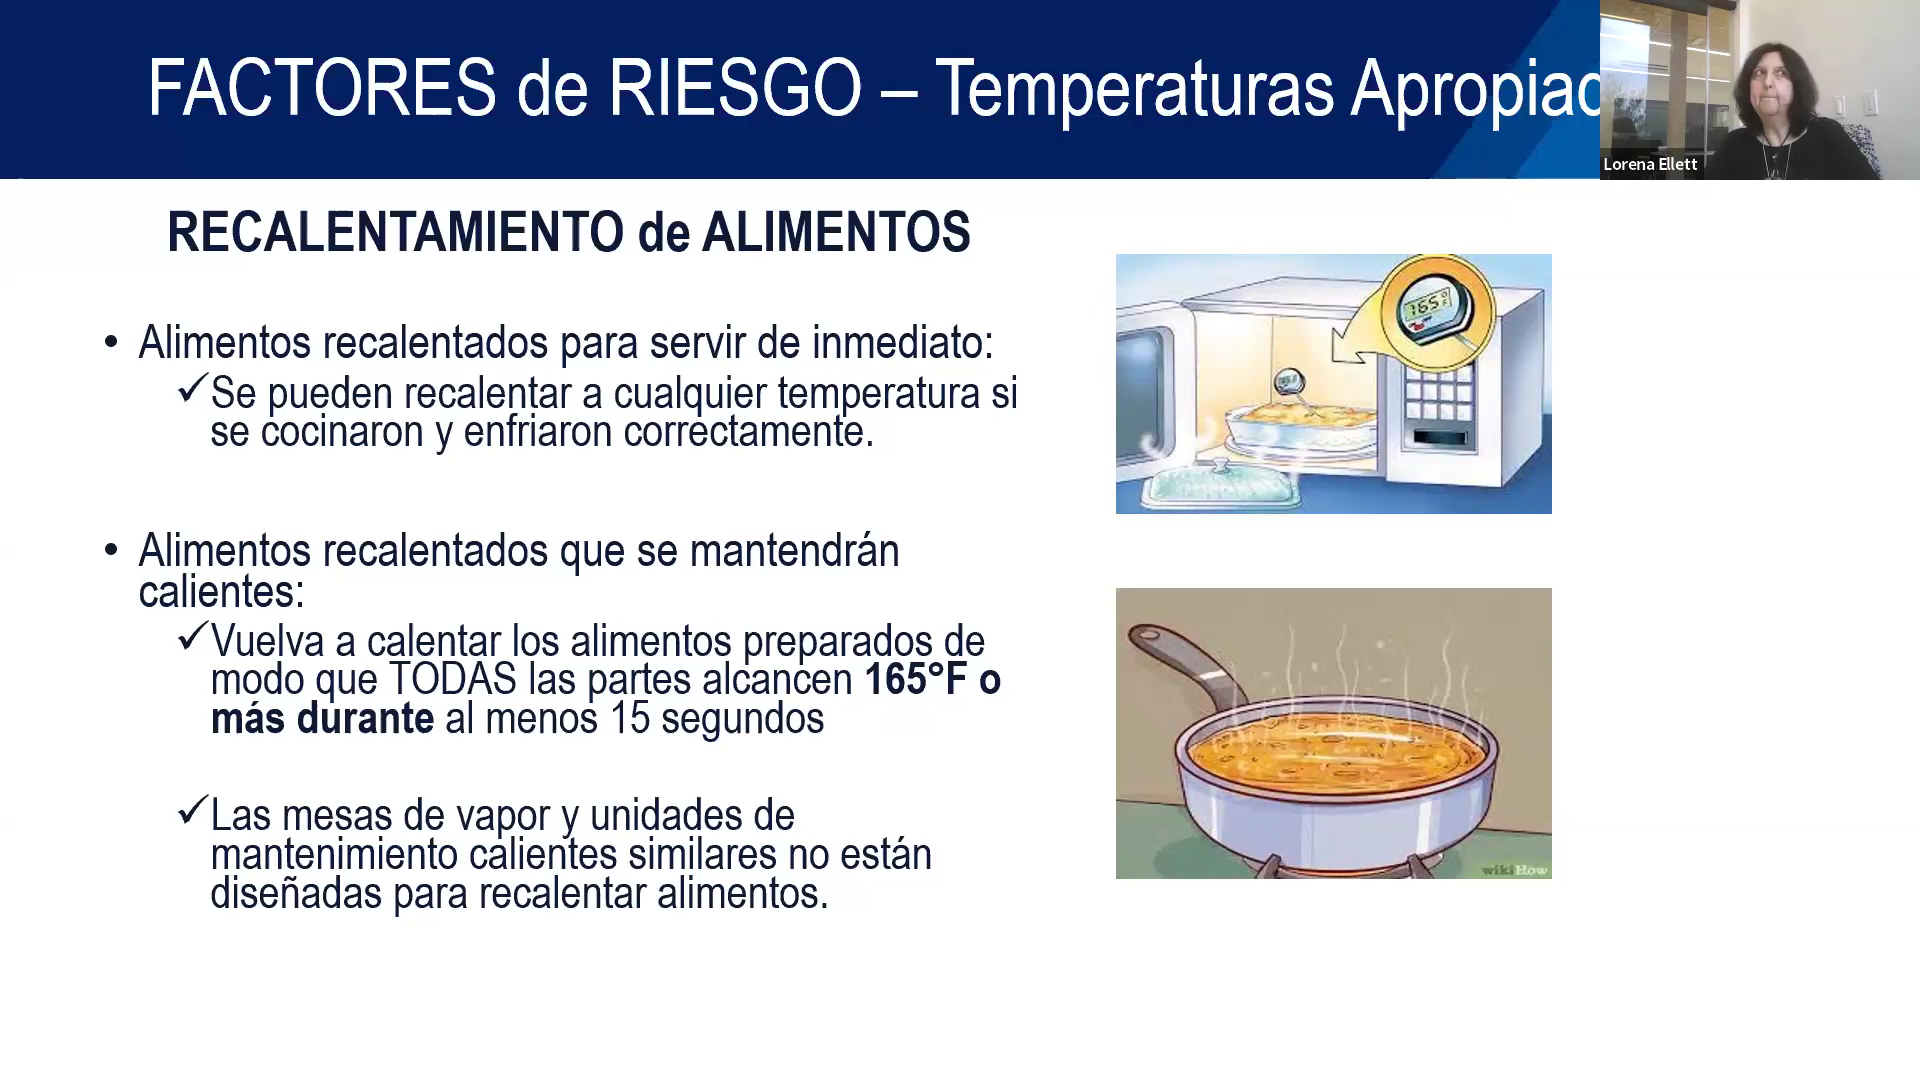 FACTORES de RIESGO – Temperaturas Apropiad
Lorena Ellett
RECALENTAMIENTO de ALIMENTOS
• Alimentos recalentados para servir de inmediato:
✓Se pueden recalentar a cualquier temperatura si
se cocinaron y enfriaron correctamente.
• Alimentos recalentados que se mantendrán
calientes:
✓Vuelva a calentar los alimentos preparados de
modo que TODAS las partes alcancen 165°F o
más durante al menos 15 segundos
✓Las mesas de vapor y unidades de
mantenimiento calientes similares no están
diseñadas para recalentar alimentos.
165°F
wikiHow